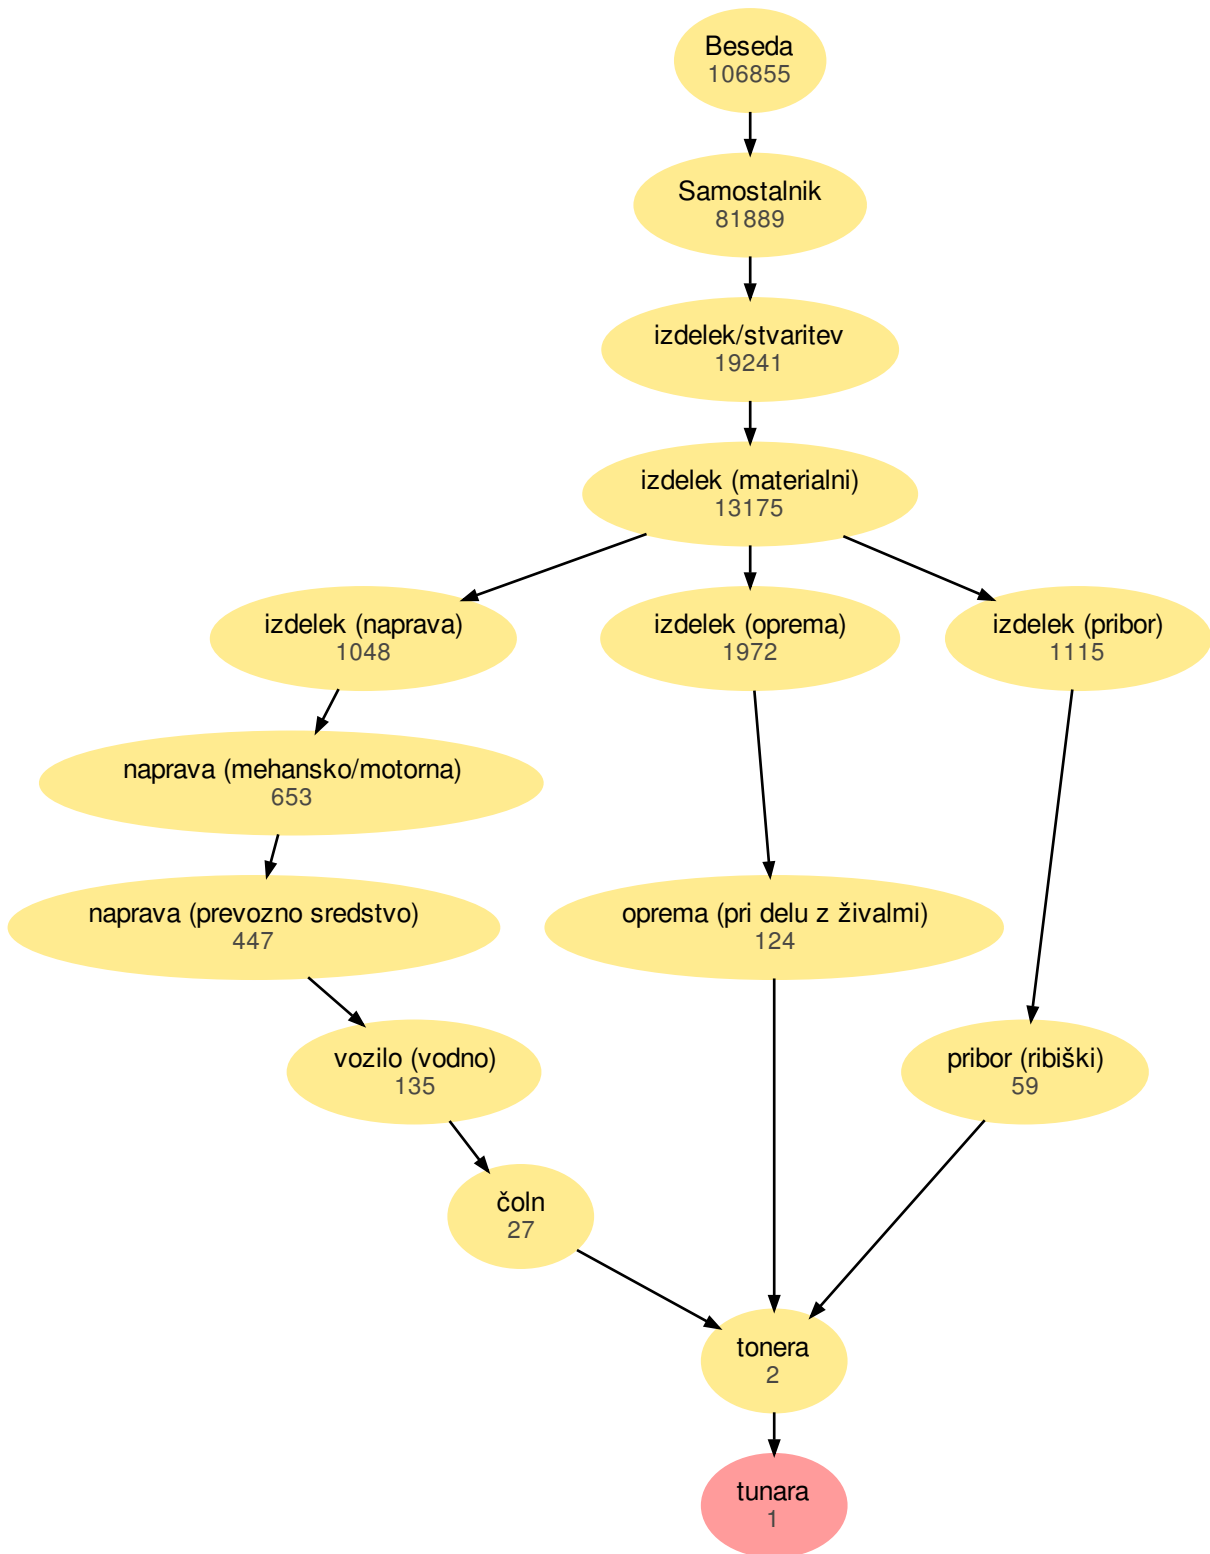 Beseda
106855
Samostalnik
81889
izdelek/stvaritev
19241
izdelek (materialni)
13175
izdelek (naprava)
1048
izdelek (oprema)
1972
izdelek (pribor)
1115
naprava (mehansko/motorna)
653
naprava (prevozno sredstvo)
447
oprema (pri delu z živalmi)
124
vozilo (vodno)
135
pribor (ribiški)
59
čoln
27
tonera
2
tunara
1